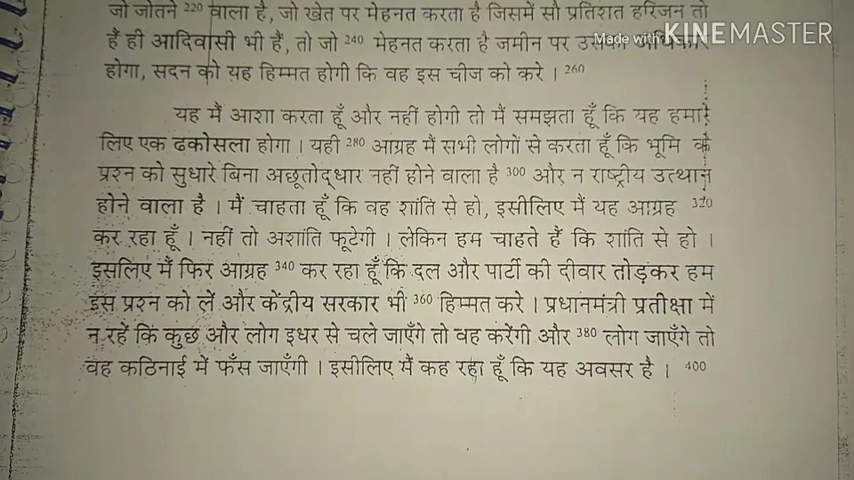 जो जोतने 220 वाला है, जो खेत पर मेहनत करता है जिसमें सौ प्रतिशत हरिजन तो
हैं ही आदिवासी भी हैं, तो जो 240 मेहनत करता है जमीन पर उसका अधिकार
Made with KINEMASTER
होगा, सदन को यह हिम्मत होगी कि वह इस चीज को करे । 260
यह मैं आशा करता हूँ और नहीं होगी तो मैं समझता हूँ कि यह हमारे
लिए एक ढकोसला होगा । यही 280 आग्रह मैं सभी लोगों से करता हूँ कि भूमि के
प्रश्न को सुधारे बिना अछूतोद्धार नहीं होने वाला है 300 और न राष्ट्रीय उत्थान
होने वाला है । मैं चाहता हूँ कि वह शांति से हो, इसीलिए मैं यह आग्रह 320
कर रहा हूँ । नहीं तो अशांति फूटेगी । लेकिन हम चाहते हैं कि शांति से हो ।
इसलिए मैं फिर आग्रह 340 कर रहा हूँ कि दल और पार्टी की दीवार तोड़कर हम
इस प्रश्न को लें और केंद्रीय सरकार भी 360 हिम्मत करे । प्रधानमंत्री प्रतीक्षा में
न रहें कि कुछ और लोग इधर से चले जाएँगे तो वह करेंगी और 380 लोग जाएँगे तो
वह कठिनाई में फँस जाएँगी । इसीलिए मैं कह रहा हूँ कि यह अवसर है । 400